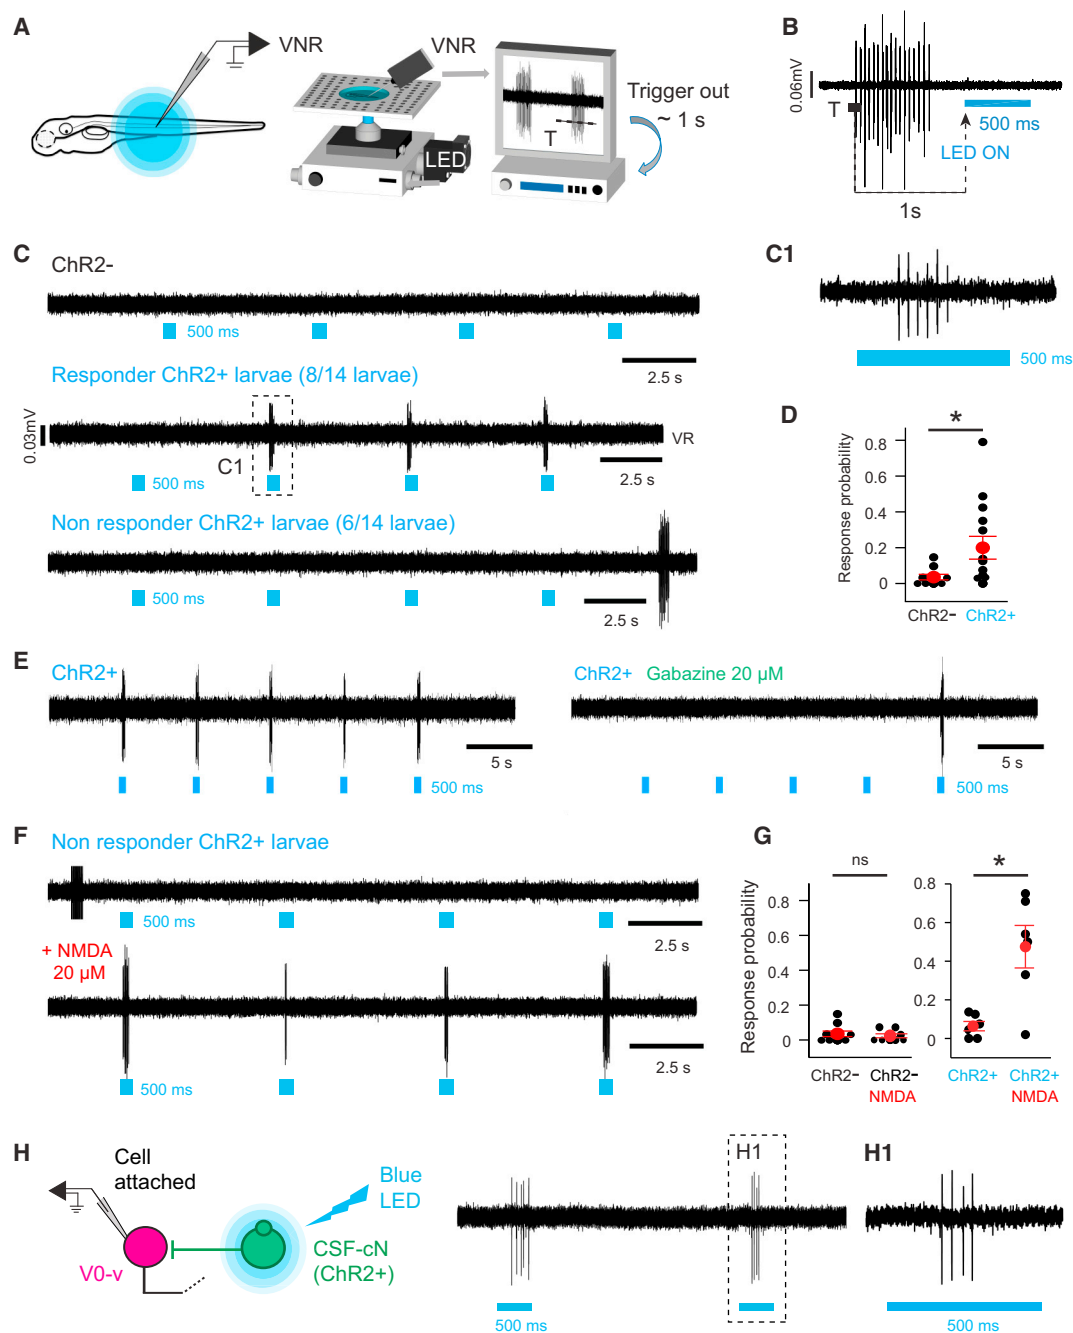 A
VNR
VNR
LED
T
Trigger out
~ 1 s
B
0.06mV
T
500 ms
LED ON
1s
C
ChR2-
500 ms
2.5 s
Responder ChR2+ larvae (8/14 larvae)
0.03mV
C1
VR
500 ms
2.5 s
Non responder ChR2+ larvae (6/14 larvae)
500 ms
2.5 s
C1
500 ms
D
*
Response probability
0.8
0.6
0.4
0.2
0
ChR2-
ChR2+
E
ChR2+
5 s
500 ms
ChR2+ Gabazine 20 µM
5 s
500 ms
F
Non responder ChR2+ larvae
500 ms
2.5 s
+ NMDA
20 µM
2.5 s
500 ms
G
ns
Response probability
0.8
0.6
0.4
0.2
0
ChR2-
ChR2-
NMDA
*
0.8
0.6
0.4
0.2
0
ChR2+
ChR2+
NMDA
H
Cell
attached
Blue
LED
V0-v
CSF-cN
(ChR2+)
H1
500 ms
H1
500 ms